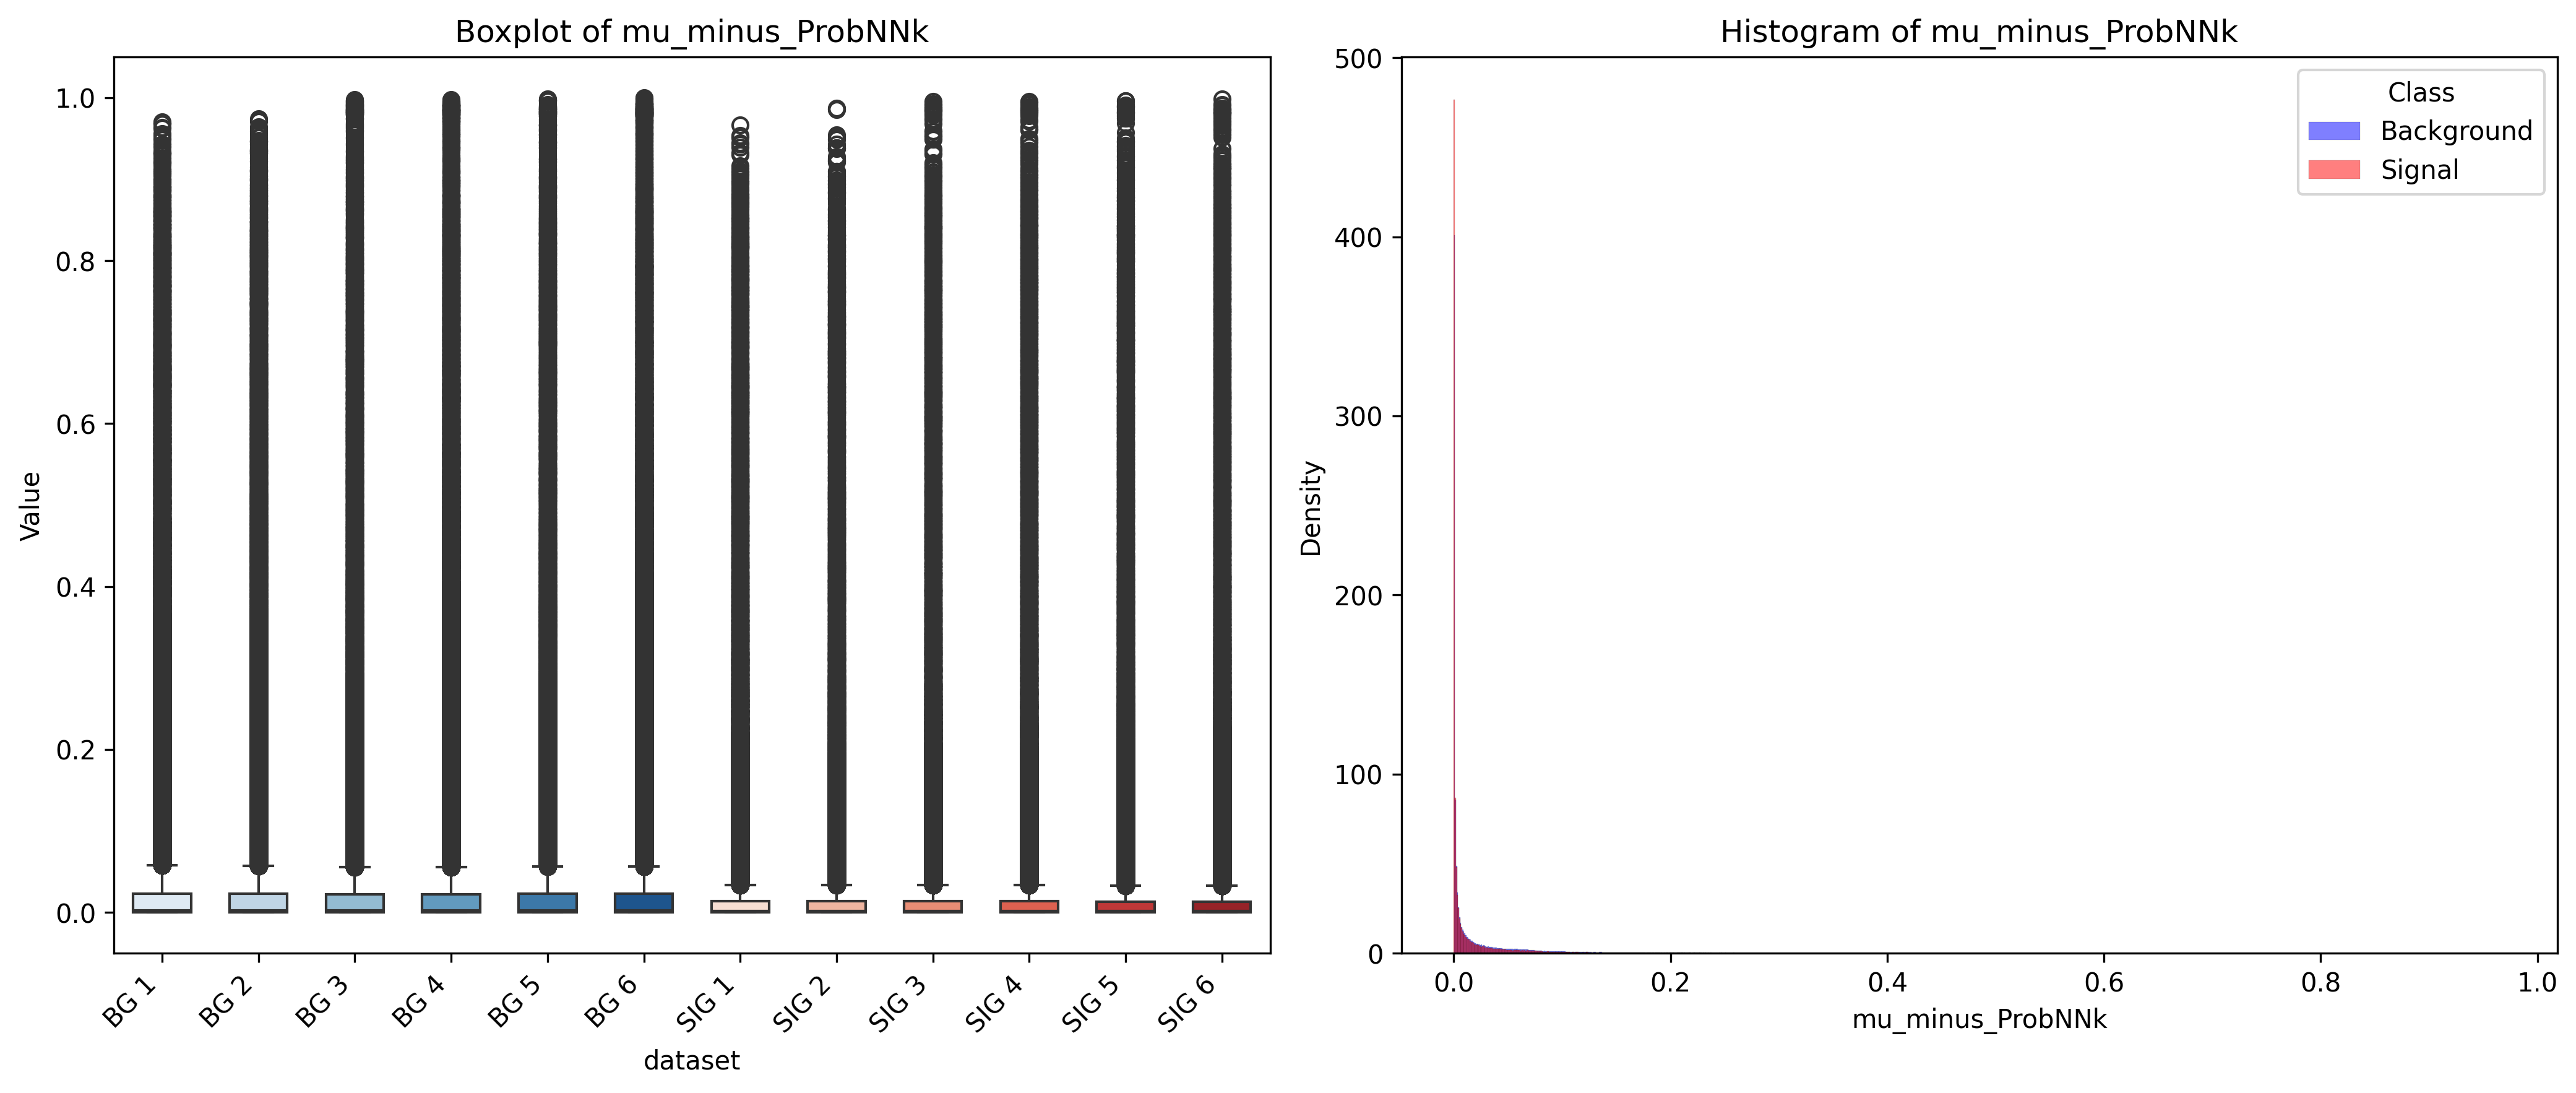 Boxplot of mu_minus_ProbNNk
Value
1.0
0.8
0.6
0.4
0.2
0.0
BG 1
BG 2
BG 3
BG 4
BG 5
BG 6
SIG 1
SIG 2
SIG 3
SIG 4
SIG 5
SIG 6
dataset
Histogram of mu_minus_ProbNNk
Density
500
400
300
200
100
0
Class
Background
Signal
0.0
0.2
0.4
0.6
0.8
1.0
mu_minus_ProbNNk